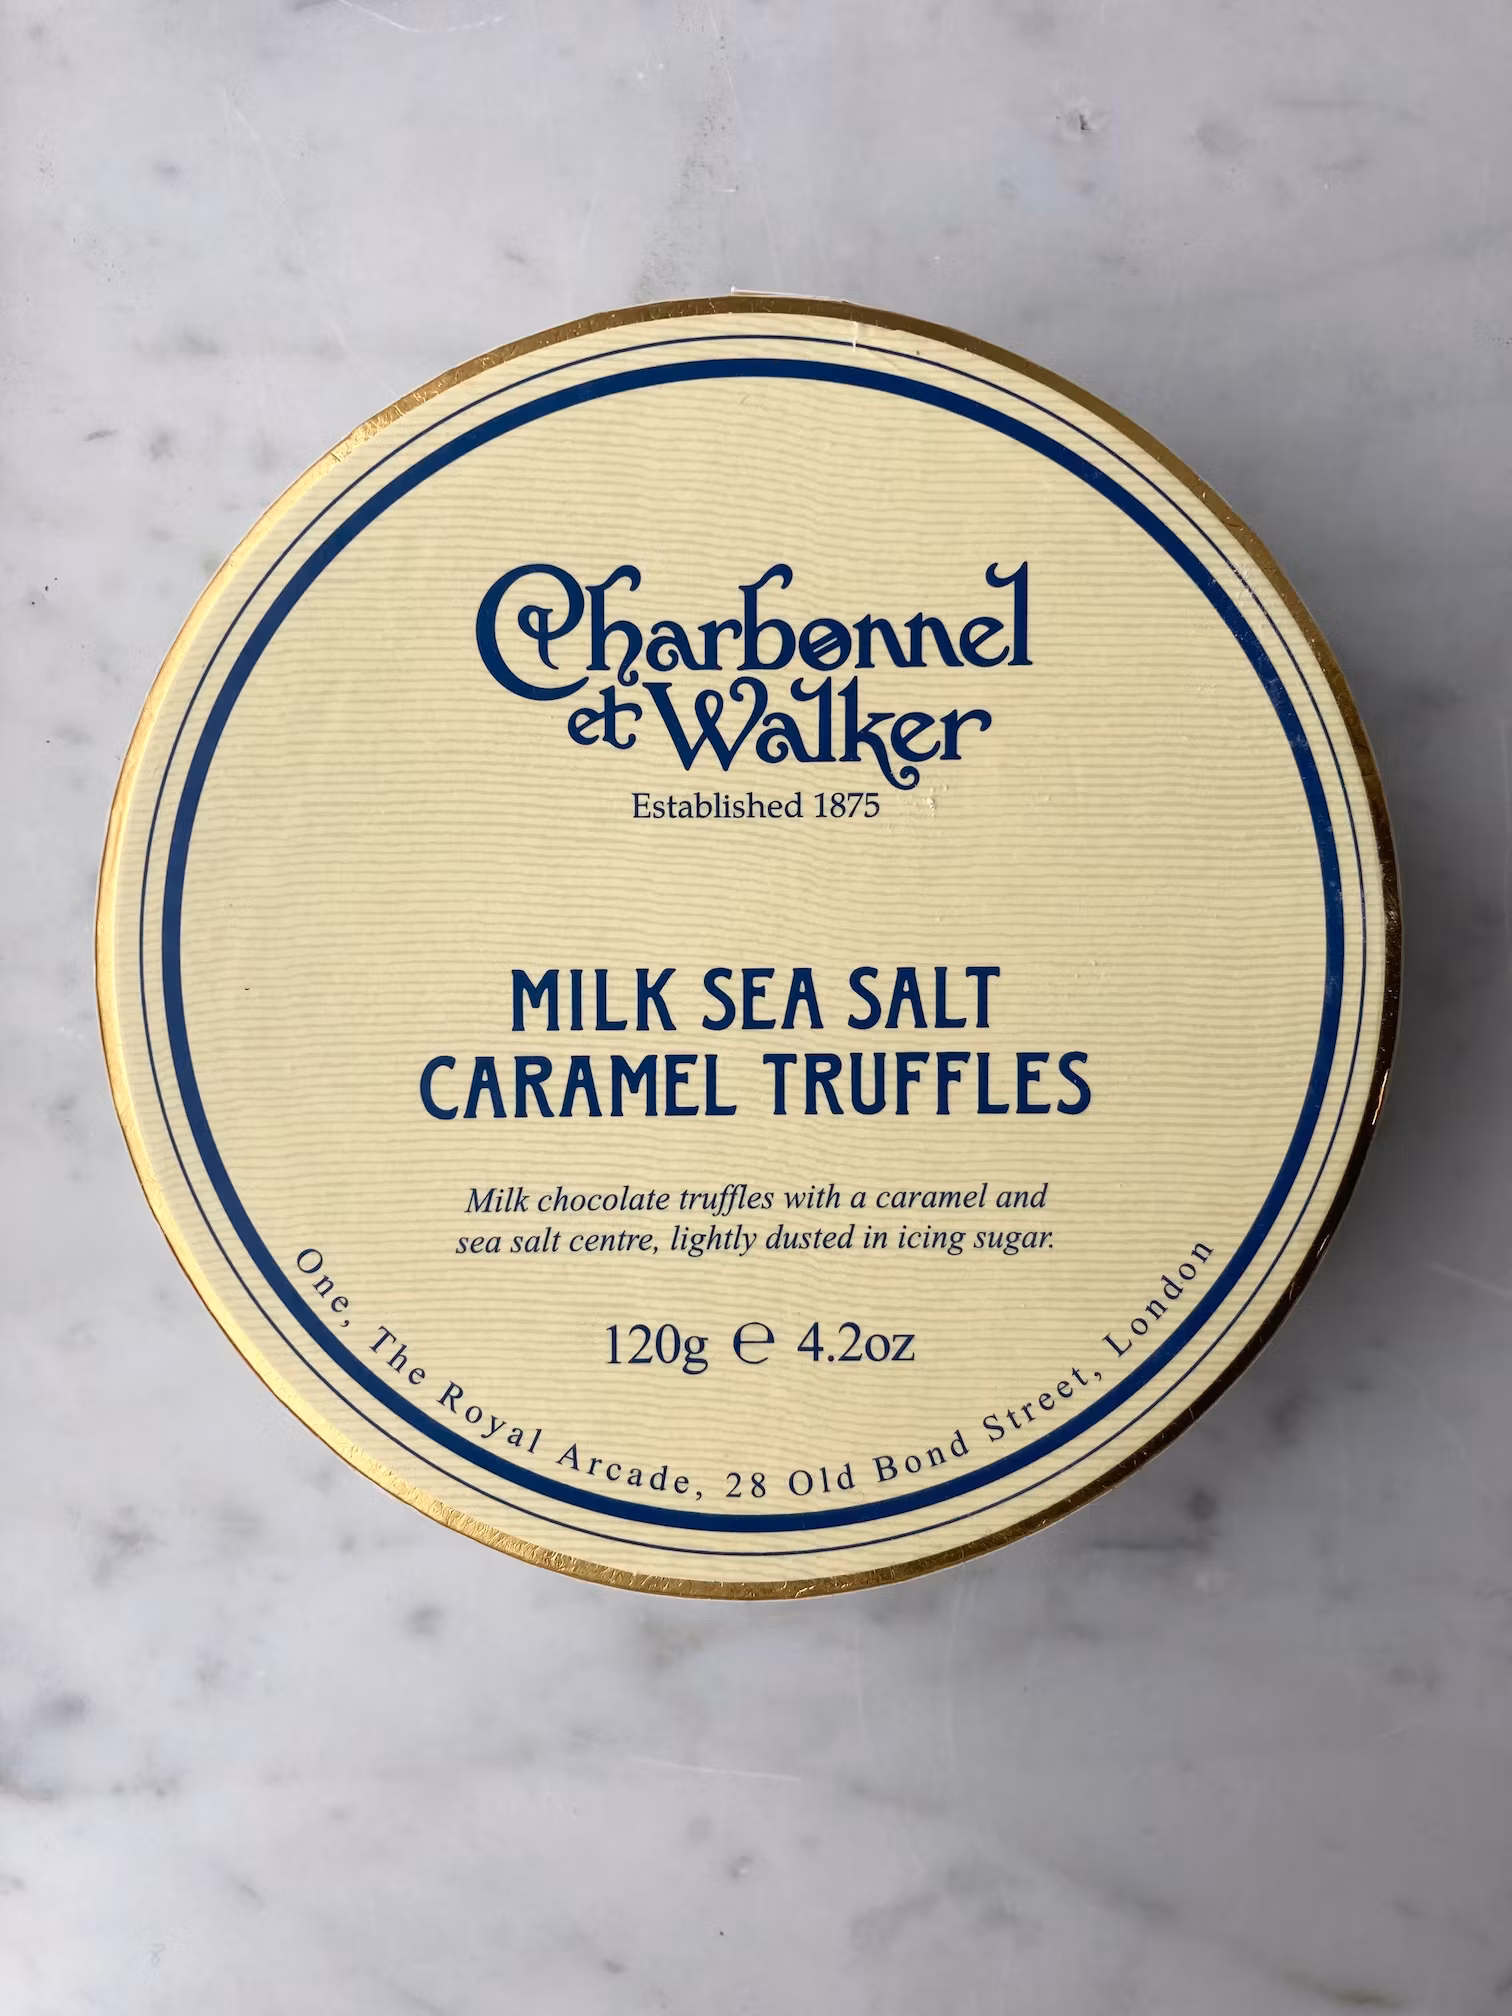 Charbonnel
et Walker
Established 1875
MILK SEA SALT
CARAMEL TRUFFLES
Milk chocolate truffles with a caramel and
sea salt centre, lightly dusted in icing sugar.
120g ℮ 4.2oz
One, The Royal Arcade, 28 Old Bond Street, London